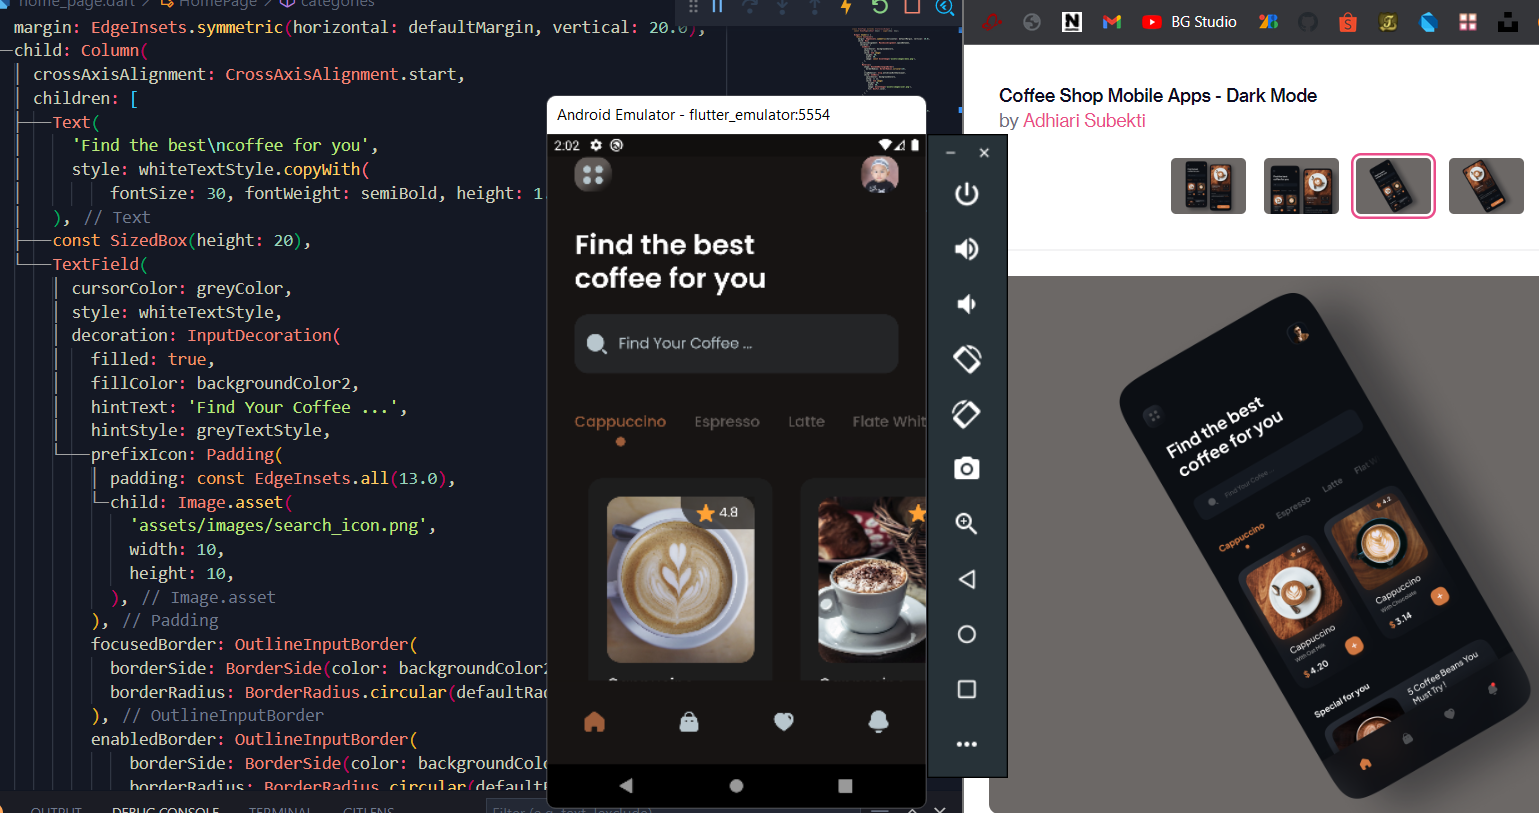 home_page.dart > HomePage > categories
margin: EdgeInsets.symmetric(horizontal: defaultMargin, vertical: 20.0),
child: Column(
crossAxisAlignment: CrossAxisAlignment.start,
children: [
Text(
'Find the best\ncoffee for you',
style: whiteTextStyle.copyWith(
fontSize: 30, fontWeight: semiBold, height: 1.
), // Text
const SizedBox(height: 20),
TextField(
cursorColor: greyColor,
style: whiteTextStyle,
decoration: InputDecoration(
filled: true,
fillColor: backgroundColor2,
hintText: 'Find Your Coffee ...',
hintStyle: greyTextStyle,
prefixIcon: Padding(
padding: const EdgeInsets.all(13.0),
child: Image.asset(
'assets/images/search_icon.png',
width: 10,
height: 10,
), // Image.asset
), // Padding
focusedBorder: OutlineInputBorder(
borderSide: BorderSide(color: backgroundColor2
borderRadius: BorderRadius.circular(defaultRad
), // OutlineInputBorder
enabledBorder: OutlineInputBorder(
borderSide: BorderSide(color: backgroundColo
borderRadius: BorderRadius.circular(default
OUTPUT DEBUG CONSOLE TERMINAL GITLENS
Filter (e.g. text, !exclude)
Android Emulator - flutter_emulator:5554
2:02
Find the best
coffee for you
Find Your Coffee ...
Cappuccino Espresso Latte Flate Whit
4.8
BG Studio
Coffee Shop Mobile Apps - Dark Mode
by Adhiari Subekti
Find the best
coffee for you
Find Your Coffee ...
Cappuccino Espresso Latte Flat W
4.5
4.2
Cappuccino
With Oat Milk
$ 4.20
Cappuccino
With Chocolate
$ 3.14
Special for you
5 Coffee Beans You
Must Try !